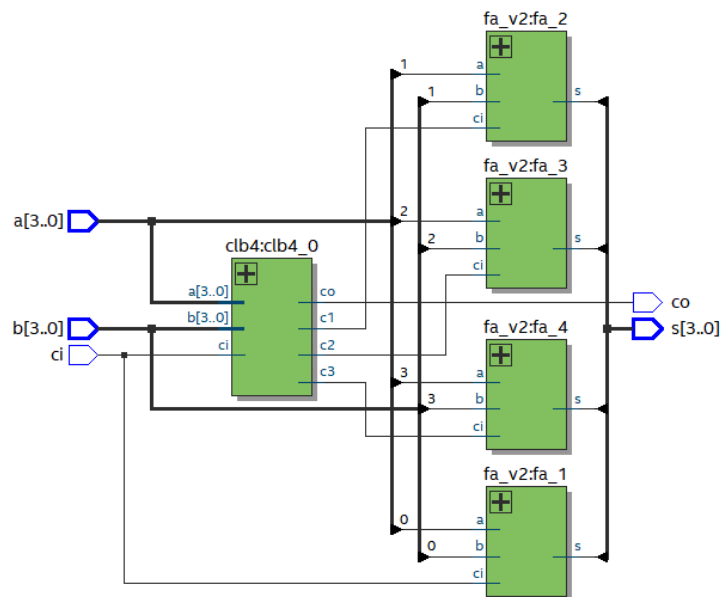 fa_v2:fa_2
1
a
1
b
s
ci
fa_v2:fa_3
2
a
a[3..0]
2
b
s
ci
clb4:clb4_0
a[3..0]
co
co
b[3..0]
b[3..0]
c1
s[3..0]
ci
ci
c2
c3
fa_v2:fa_4
3
a
3
b
s
ci
fa_v2:fa_1
0
a
0
b
s
ci